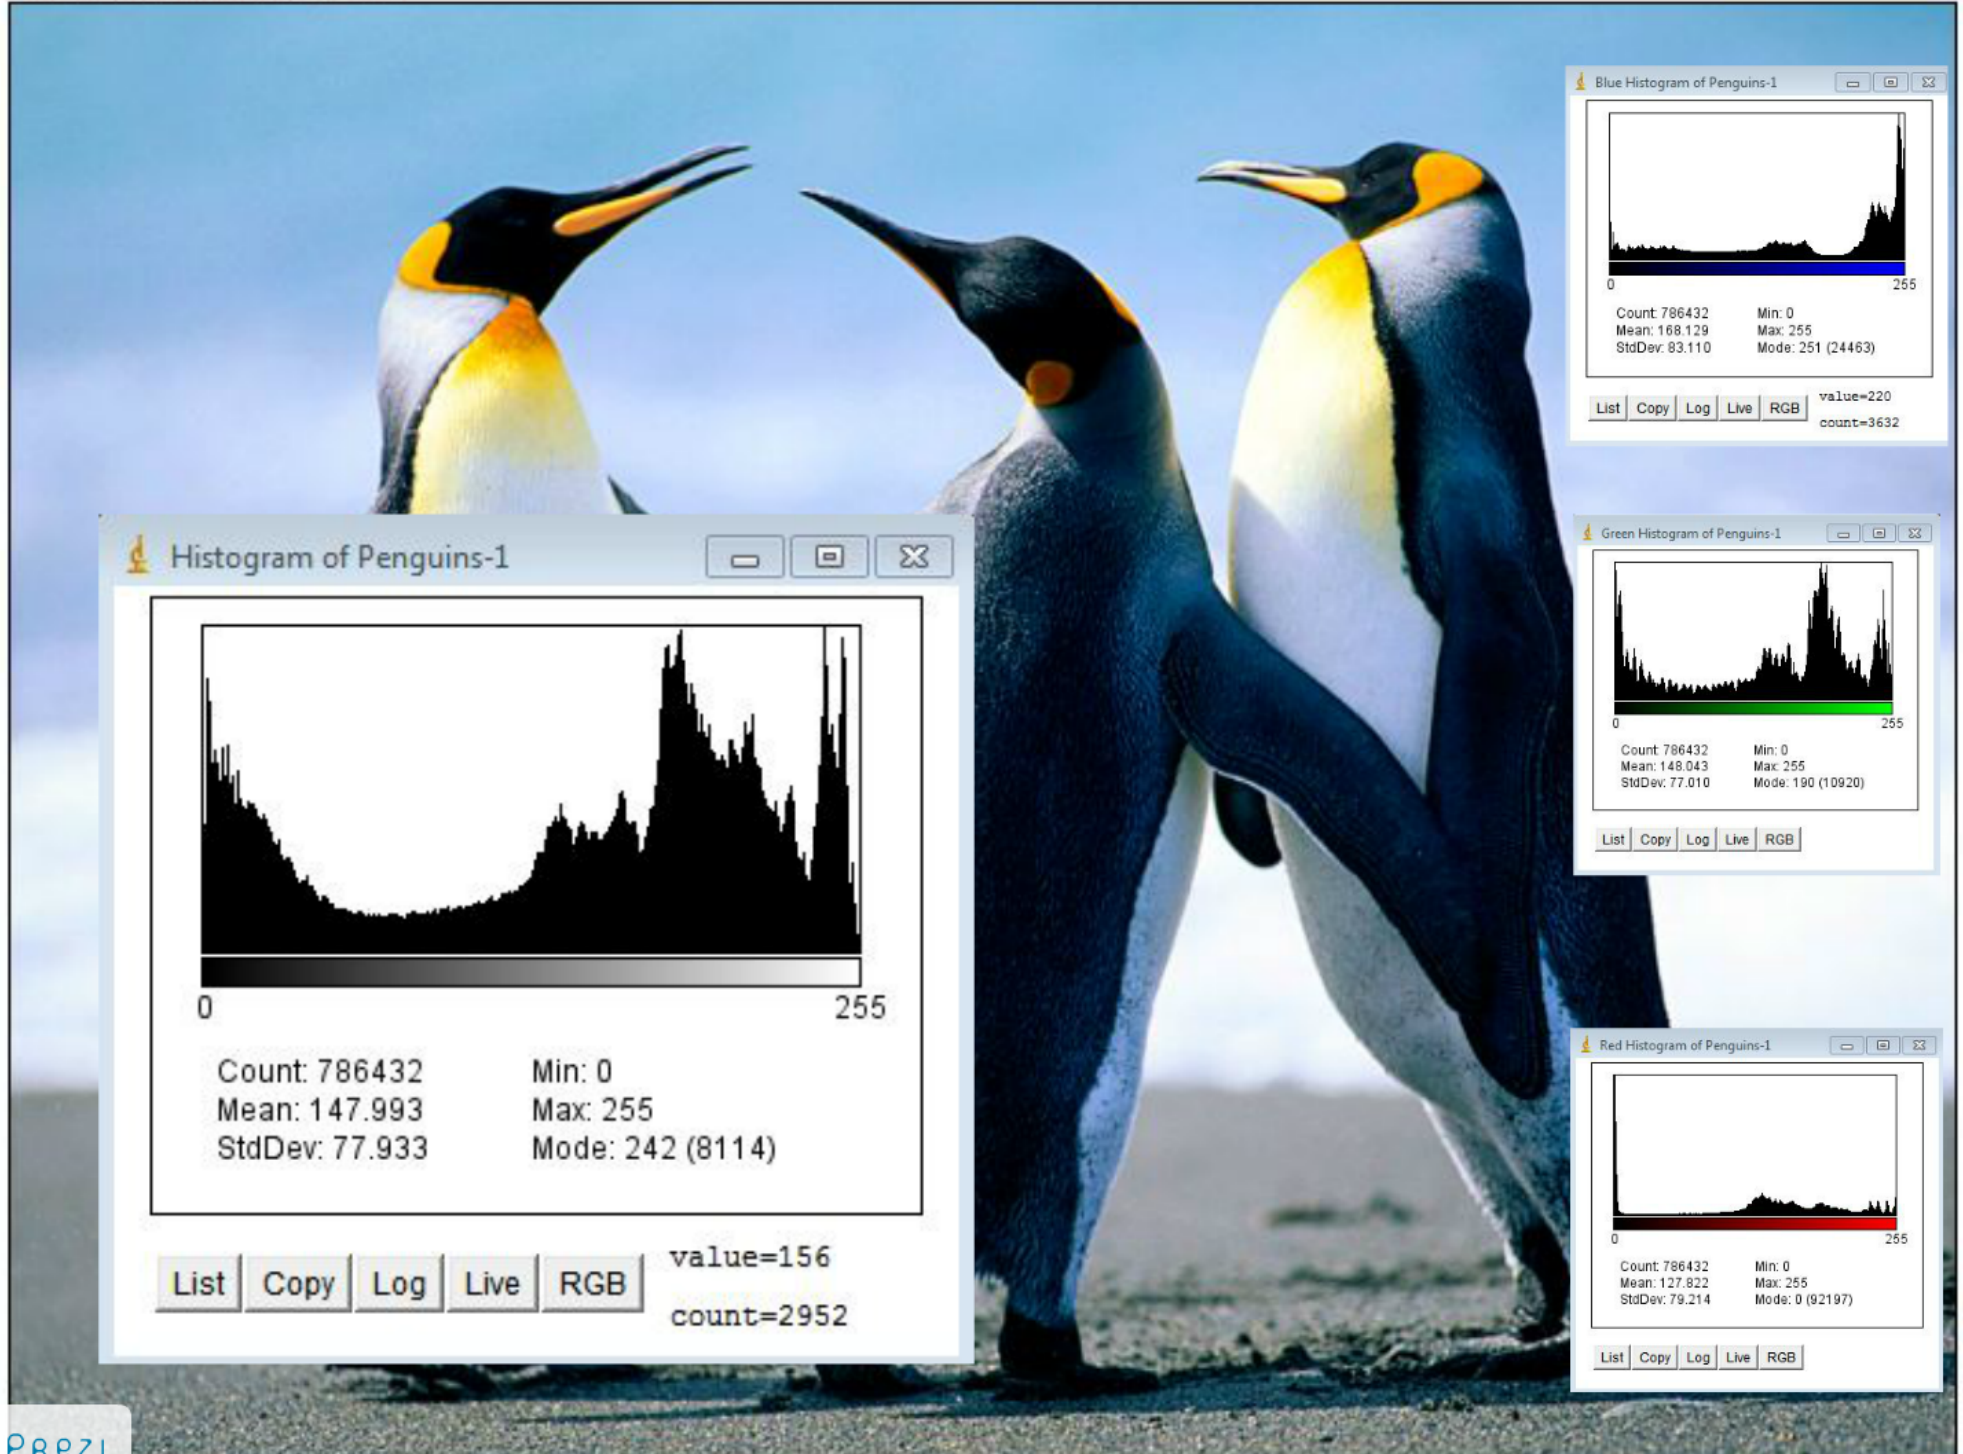 Histogram of Penguins-1
0 255
Count: 786432 Min: 0
Mean: 147.993 Max: 255
StdDev: 77.933 Mode: 242 (8114)
List Copy Log Live RGB
value=156
count=2952
Blue Histogram of Penguins-1
0 255
Count: 786432 Min: 0
Mean: 168.129 Max: 255
StdDev: 83.110 Mode: 251 (24463)
List Copy Log Live RGB
value=220
count=3632
Green Histogram of Penguins-1
0 255
Count: 786432 Min: 0
Mean: 148.043 Max: 255
StdDev: 77.010 Mode: 190 (10920)
List Copy Log Live RGB
Red Histogram of Penguins-1
0 255
Count: 786432 Min: 0
Mean: 127.822 Max: 255
StdDev: 79.214 Mode: 0 (92197)
List Copy Log Live RGB
PREZI